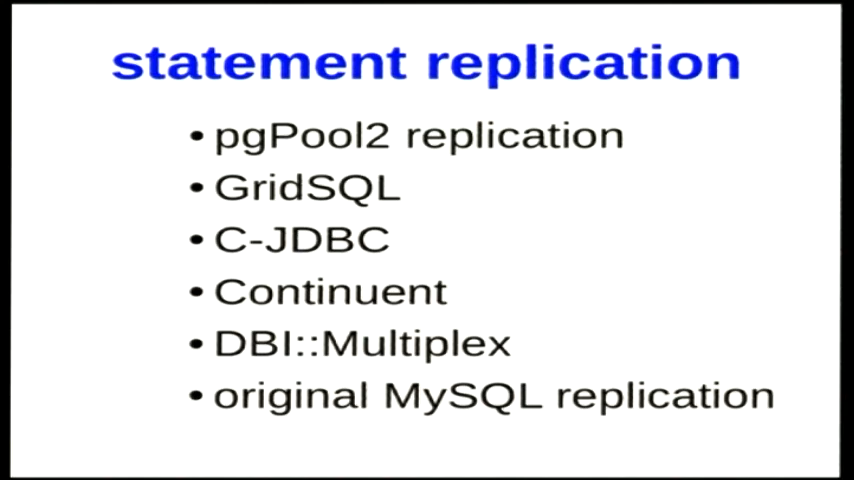 statement replication
• pgPool2 replication
• GridSQL
• C-JDBC
• Continuent
• DBI::Multiplex
• original MySQL replication